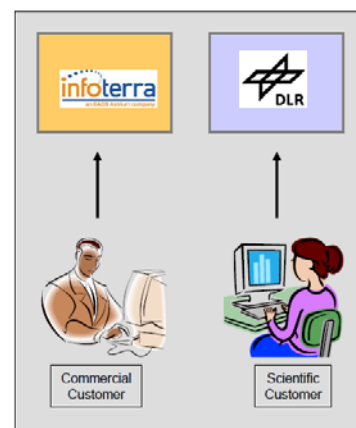 infoterra
an EADS Astrium company
DLR
Commercial
Customer
Scientific
Customer